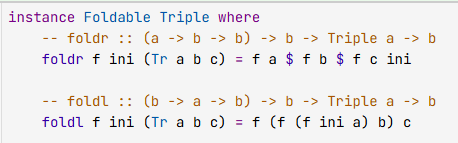 instance Foldable Triple where
    -- foldr :: (a -> b -> b) -> b -> Triple a -> b
    foldr f ini (Tr a b c) = f a $ f b $ f c ini
    -- foldl :: (b -> a -> b) -> b -> Triple a -> b
    foldl f ini (Tr a b c) = f (f (f ini a) b) c